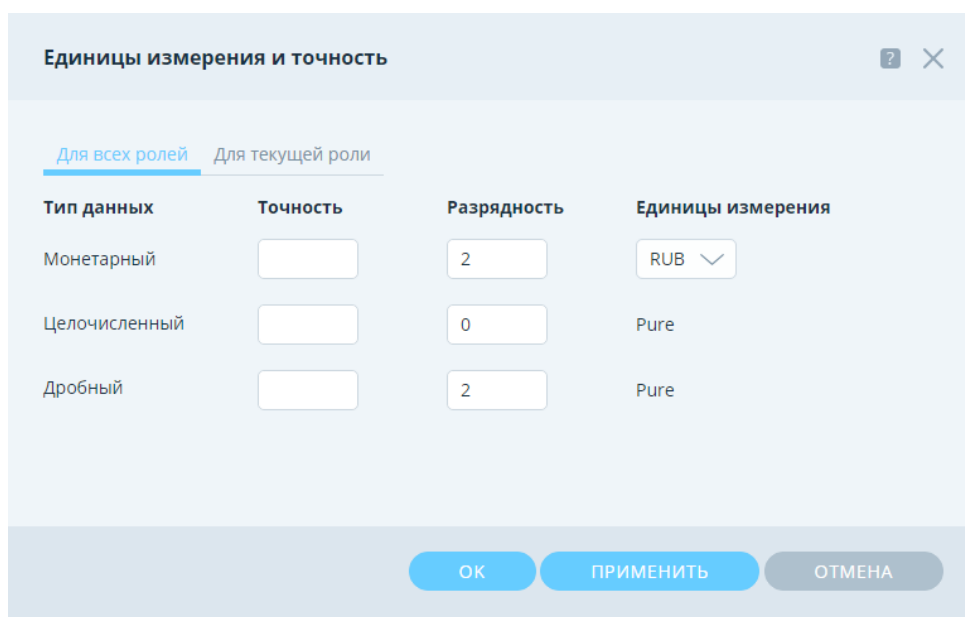 Единицы измерения и точность ?
Для всех ролей Для текущей роли
Тип данных Точность Разрядность Единицы измерения
Монетарный 2 RUB
Целочисленный 0 Pure
Дробный 2 Pure
ОК ПРИМЕНИТЬ ОТМЕНА